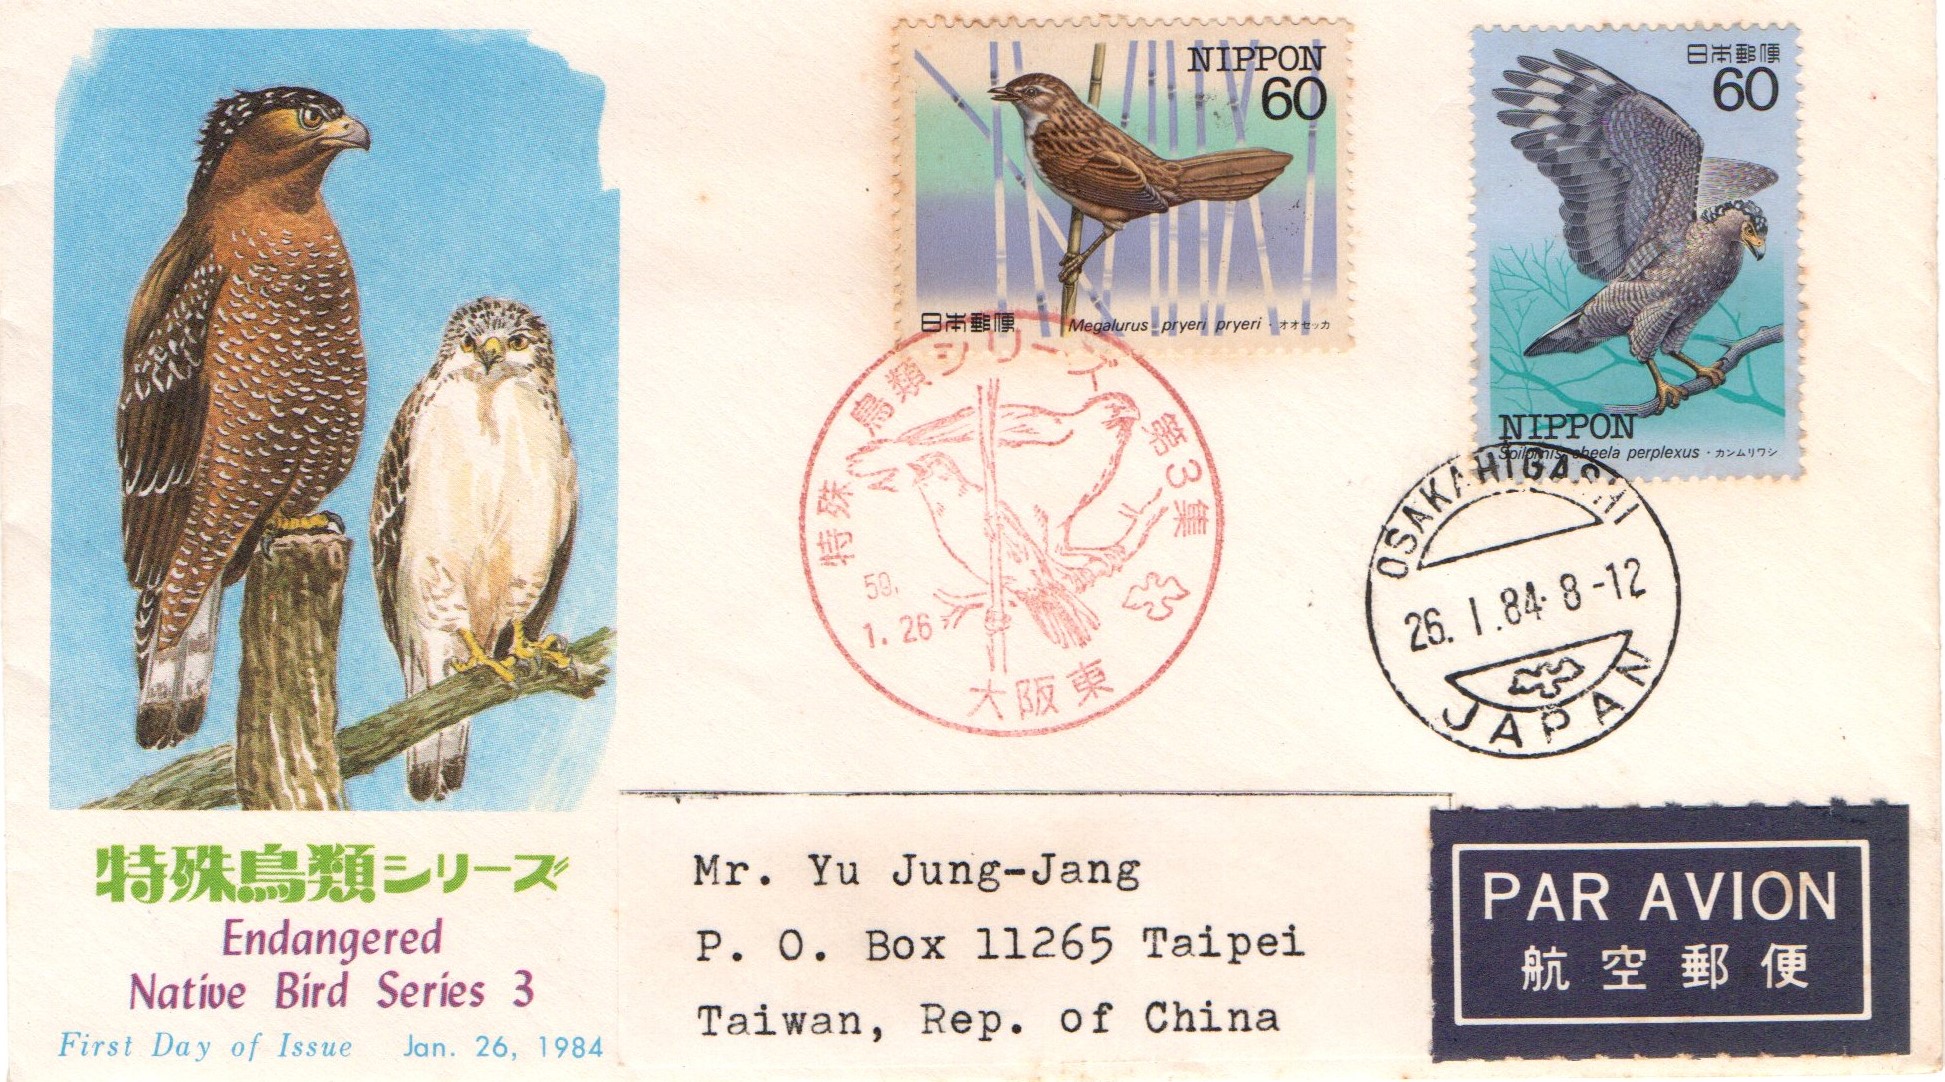 NIPPON
60
日本郵便
Megalurus pryeri pryeri・オオセッカ
日本郵便
60
NIPPON
Spilornis cheela perplexus・カンムリワシ
特殊鳥類シリーズ 第3集
59.
1.26
大阪東
OSAKAHIGASHI
26.I.84.8-12
JAPAN
特殊鳥類シリーズ
Endangered
Native Bird Series 3
First Day of Issue Jan. 26, 1984
Mr. Yu Jung-Jang
P. O. Box 11265 Taipei
Taiwan, Rep. of China
PAR AVION
航空郵便